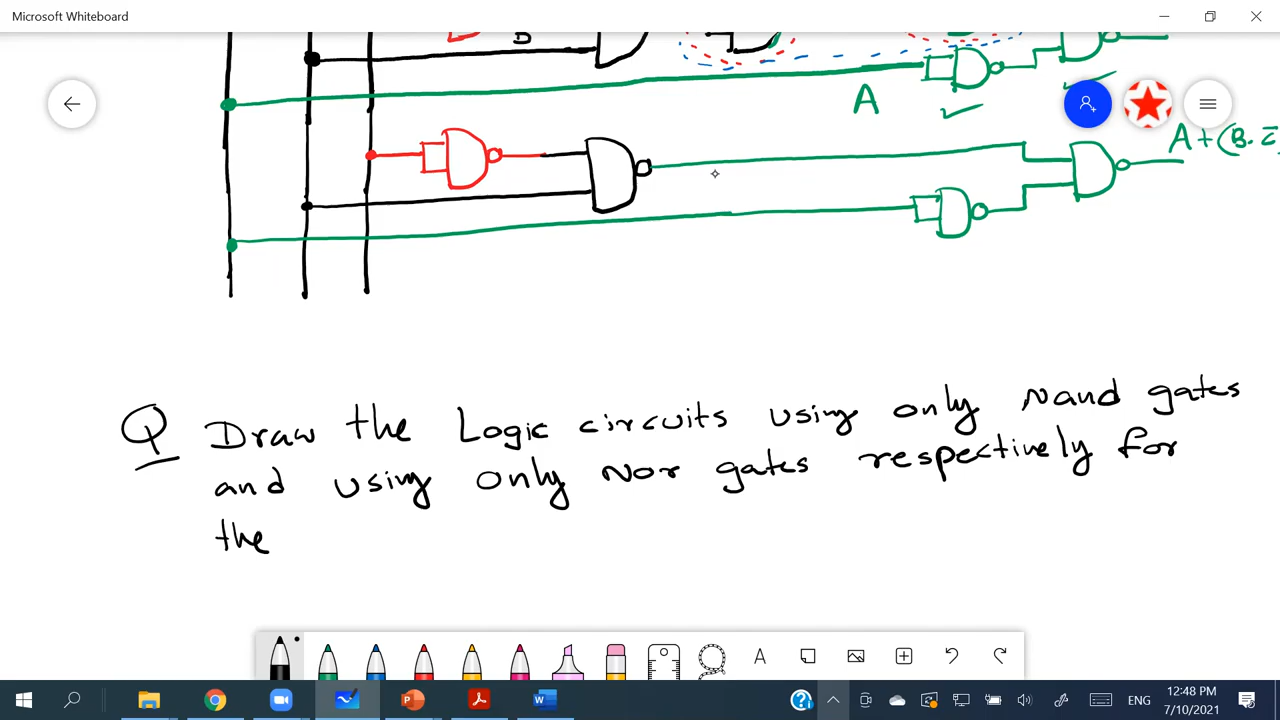 Microsoft Whiteboard
B
A
A + (B. C̅
Q Draw the Logic circuits using only Nand gates
and using only Nor gates respectively for
the
A
ENG
12:48 PM
7/10/2021